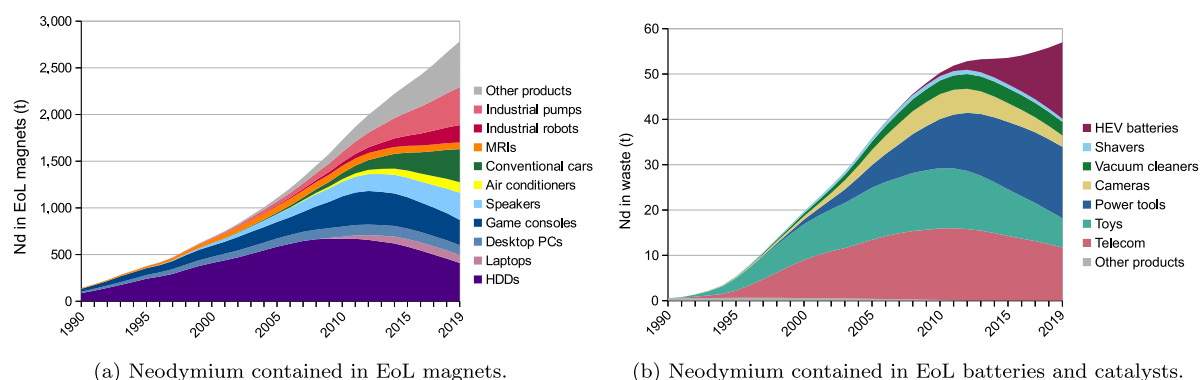 3,000
2,500
2,000
1,500
1,000
500
0
Nd in EoL magnets (t)
1990
1995
2000
2005
2010
2015
2019
Other products
Industrial pumps
Industrial robots
MRIs
Conventional cars
Air conditioners
Speakers
Game consoles
Desktop PCs
Laptops
HDDs
(a) Neodymium contained in EoL magnets.
60
50
40
30
20
10
0
Nd in waste (t)
1990
1995
2000
2005
2010
2015
2019
HEV batteries
Shavers
Vacuum cleaners
Cameras
Power tools
Toys
Telecom
Other products
(b) Neodymium contained in EoL batteries and catalysts.